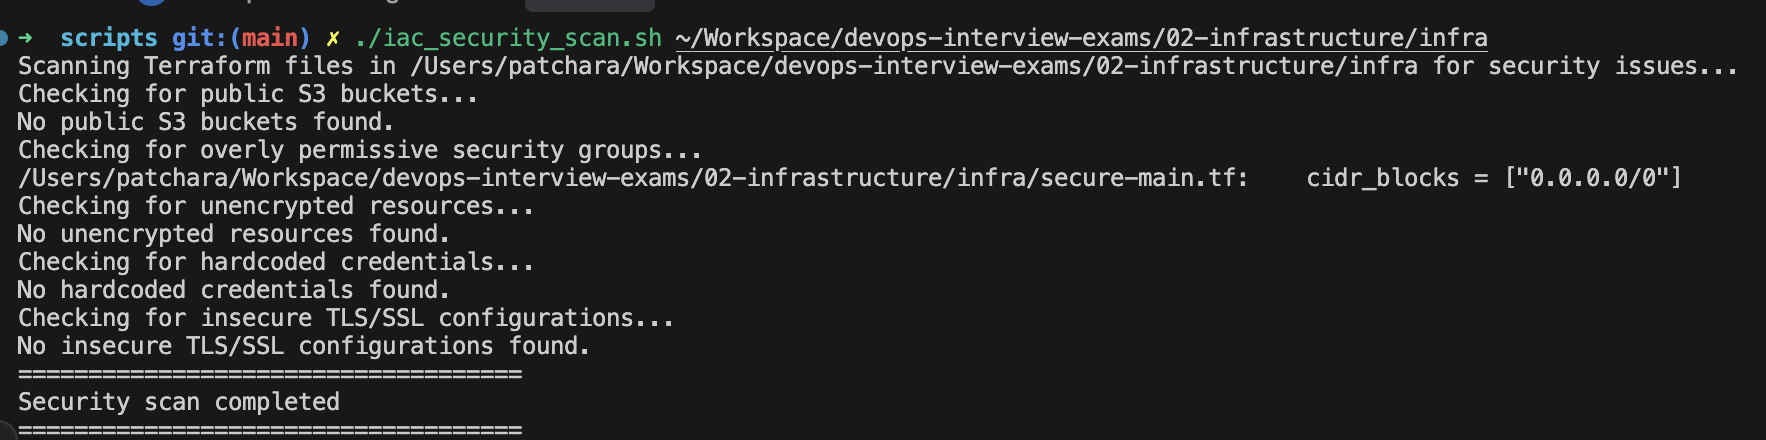 ➜  scripts git:(main) ✗ ./iac_security_scan.sh ~/Workspace/devops-interview-exams/02-infrastructure/infra
Scanning Terraform files in /Users/patchara/Workspace/devops-interview-exams/02-infrastructure/infra for security issues...
Checking for public S3 buckets...
No public S3 buckets found.
Checking for overly permissive security groups...
/Users/patchara/Workspace/devops-interview-exams/02-infrastructure/infra/secure-main.tf:    cidr_blocks = ["0.0.0.0/0"]
Checking for unencrypted resources...
No unencrypted resources found.
Checking for hardcoded credentials...
No hardcoded credentials found.
Checking for insecure TLS/SSL configurations...
No insecure TLS/SSL configurations found.
====================================
Security scan completed
====================================